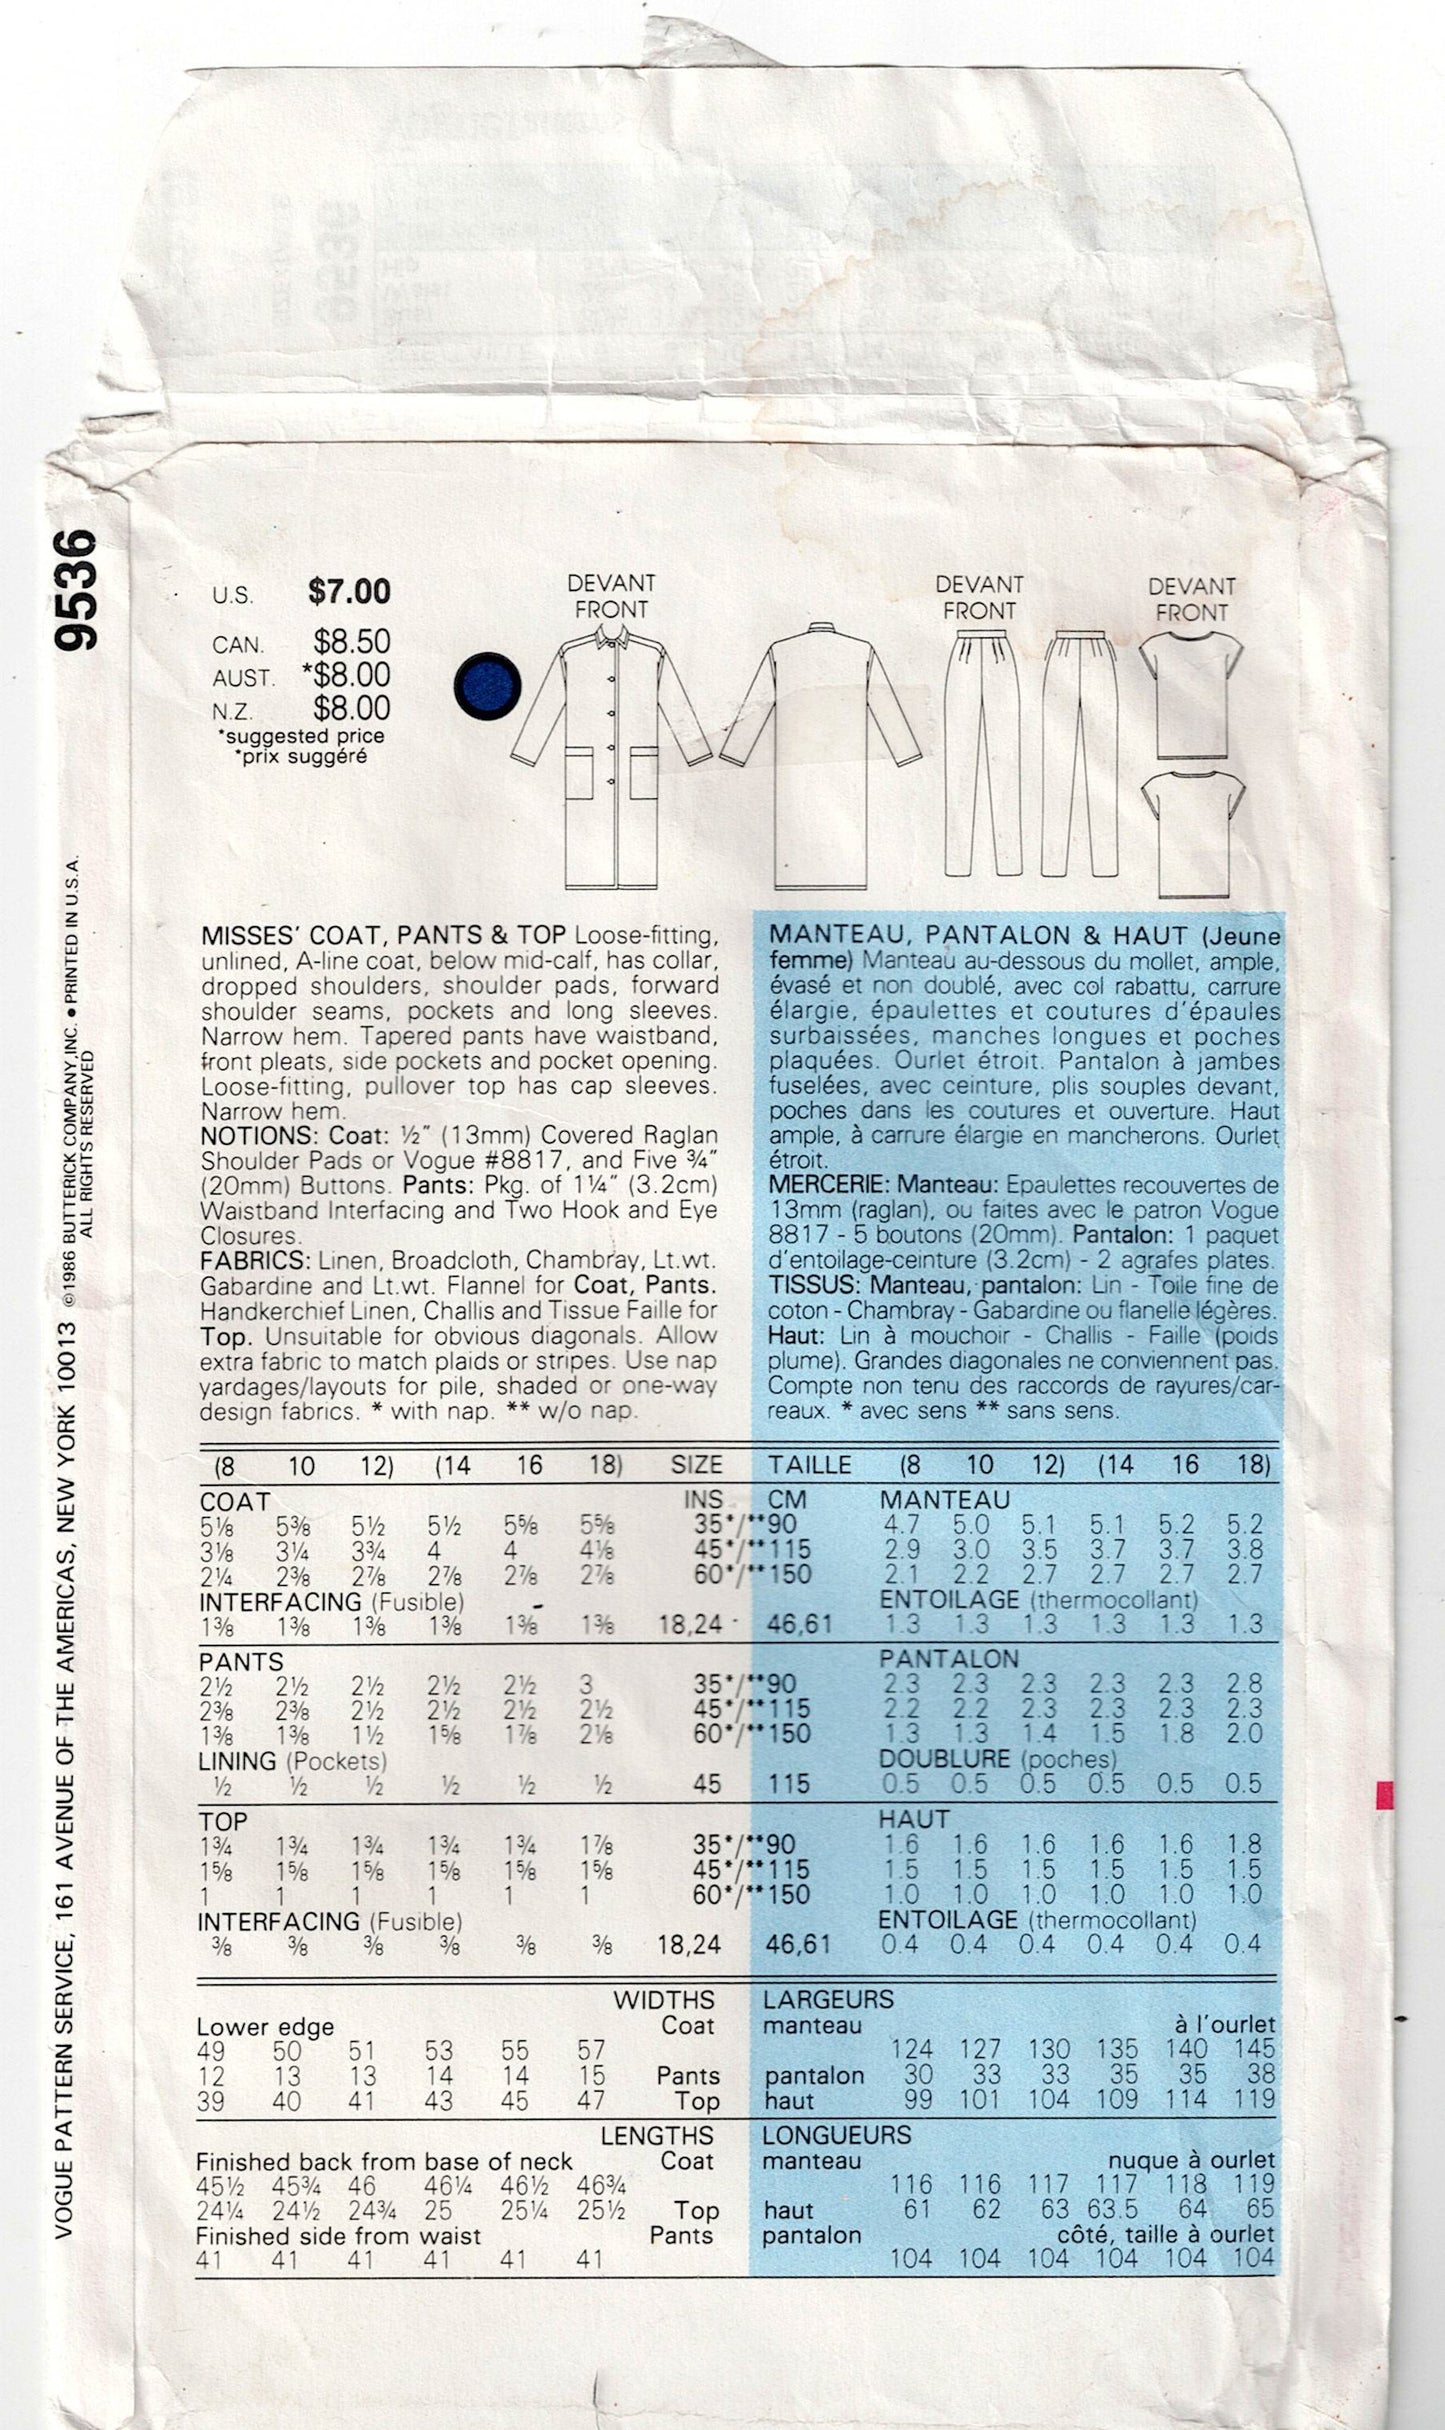 9536
U.S. $7.00
CAN. $8.50
AUST. *$8.00
N.Z. $8.00
*suggested price
*prix suggéré
DEVANT
FRONT
DEVANT
FRONT
DEVANT
FRONT
MISSES' COAT, PANTS & TOP Loose-fitting,
unlined, A-line coat, below mid-calf, has collar,
dropped shoulders, shoulder pads, forward
shoulder seams, pockets and long sleeves.
Narrow hem. Tapered pants have waistband,
front pleats, side pockets and pocket opening.
Loose-fitting, pullover top has cap sleeves.
Narrow hem.
NOTIONS: Coat: ½" (13mm) Covered Raglan
Shoulder Pads or Vogue #8817, and Five ¾"
(20mm) Buttons. Pants: Pkg. of 1¼" (3.2cm)
Waistband Interfacing and Two Hook and Eye
Closures.
FABRICS: Linen, Broadcloth, Chambray, Lt.wt.
Gabardine and Lt.wt. Flannel for Coat, Pants.
Handkerchief Linen, Challis and Tissue Faille for
Top. Unsuitable for obvious diagonals. Allow
extra fabric to match plaids or stripes. Use nap
yardages/layouts for pile, shaded or one-way
design fabrics. * with nap. ** w/o nap.
MANTEAU, PANTALON & HAUT (Jeune
femme) Manteau au-dessous du mollet, ample,
évasé et non doublé, avec col rabattu, carrure
élargie, épaulettes et coutures d'épaules
surbaissées, manches longues et poches
plaquées. Ourlet étroit. Pantalon à jambes
fuselées, avec ceinture, plis souples devant,
poches dans les coutures et ouverture. Haut
ample, à carrure élargie en mancherons. Ourlet
étroit.
MERCERIE: Manteau: Epaulettes recouvertes de
13mm (raglan), ou faites avec le patron Vogue
8817 - 5 boutons (20mm). Pantalon: 1 paquet
d'entoilage-ceinture (3.2cm) - 2 agrafes plates.
TISSUS: Manteau, pantalon: Lin - Toile fine de
coton - Chambray - Gabardine ou flanelle légères.
Haut: Lin à mouchoir - Challis - Faille (poids
plume). Grandes diagonales ne conviennent pas.
Compte non tenu des raccords de rayures/car-
reaux. * avec sens ** sans sens.
(8 10 12) (14 16 18) SIZE TAILLE (8 10 12) (14 16 18)
COAT INS CM MANTEAU
5⅛ 5⅜ 5½ 5½ 5⅝ 5⅝ 35*/**90 4.7 5.0 5.1 5.1 5.2 5.2
3⅛ 3¼ 3¾ 4 4 4⅛ 45*/**115 2.9 3.0 3.5 3.7 3.7 3.8
2¼ 2⅜ 2⅞ 2⅞ 2⅞ 2⅞ 60*/**150 2.1 2.2 2.7 2.7 2.7 2.7
INTERFACING (Fusible) ENTOILAGE (thermocollant)
1⅜ 1⅜ 1⅜ 1⅜ 1⅜ 1⅜ 18,24 46,61 1.3 1.3 1.3 1.3 1.3 1.3
PANTS PANTALON
2½ 2½ 2½ 2½ 2½ 3 35*/**90 2.3 2.3 2.3 2.3 2.3 2.8
2⅜ 2⅜ 2½ 2½ 2½ 2½ 45*/**115 2.2 2.2 2.3 2.3 2.3 2.3
1⅜ 1⅜ 1½ 1⅝ 1⅞ 2⅛ 60*/**150 1.3 1.3 1.4 1.5 1.8 2.0
LINING (Pockets) DOUBLURE (poches)
½ ½ ½ ½ ½ ½ 45 115 0.5 0.5 0.5 0.5 0.5 0.5
TOP HAUT
1¾ 1¾ 1¾ 1¾ 1¾ 1⅞ 35*/**90 1.6 1.6 1.6 1.6 1.6 1.8
1⅝ 1⅝ 1⅝ 1⅝ 1⅝ 1⅝ 45*/**115 1.5 1.5 1.5 1.5 1.5 1.5
1 1 1 1 1 1 60*/**150 1.0 1.0 1.0 1.0 1.0 1.0
INTERFACING (Fusible) ENTOILAGE (thermocollant)
⅜ ⅜ ⅜ ⅜ ⅜ ⅜ 18,24 46,61 0.4 0.4 0.4 0.4 0.4 0.4
WIDTHS LARGEURS
Lower edge Coat manteau à l'ourlet
49 50 51 53 55 57 124 127 130 135 140 145
12 13 13 14 14 15 Pants pantalon 30 33 33 35 35 38
39 40 41 43 45 47 Top haut 99 101 104 109 114 119
LENGTHS LONGUEURS
Finished back from base of neck Coat manteau nuque à ourlet
45½ 45¾ 46 46¼ 46½ 46¾ 116 116 117 117 118 119
24¼ 24½ 24¾ 25 25¼ 25½ Top haut 61 62 63 63.5 64 65
Finished side from waist Pants pantalon côté, taille à ourlet
41 41 41 41 41 41 104 104 104 104 104 104
VOGUE PATTERN SERVICE, 161 AVENUE OF THE AMERICAS, NEW YORK 10013 ©1986 BUTTERICK COMPANY, INC. • PRINTED IN U.S.A.
ALL RIGHTS RESERVED